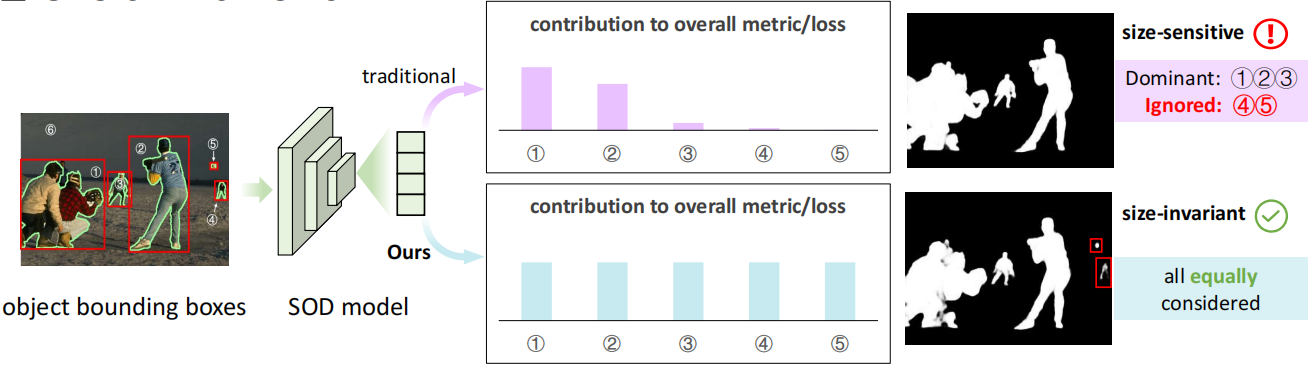 contribution to overall metric/loss
traditional
① ② ③ ④ ⑤
size-sensitive
Dominant: ①②③
Ignored: ④⑤
⑥
②
⑤
①
③
④
object bounding boxes
SOD model
Ours
contribution to overall metric/loss
① ② ③ ④ ⑤
size-invariant
all equally
considered